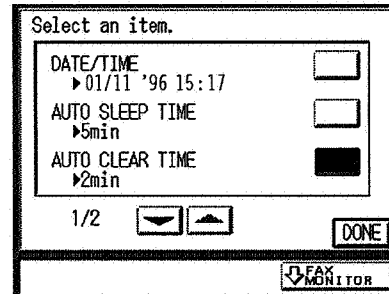 Select an item.
DATE/TIME
▶01/11 '96 15:17
AUTO SLEEP TIME
▶5min
AUTO CLEAR TIME
▶2min
1/2
DONE
FAX
MONITOR